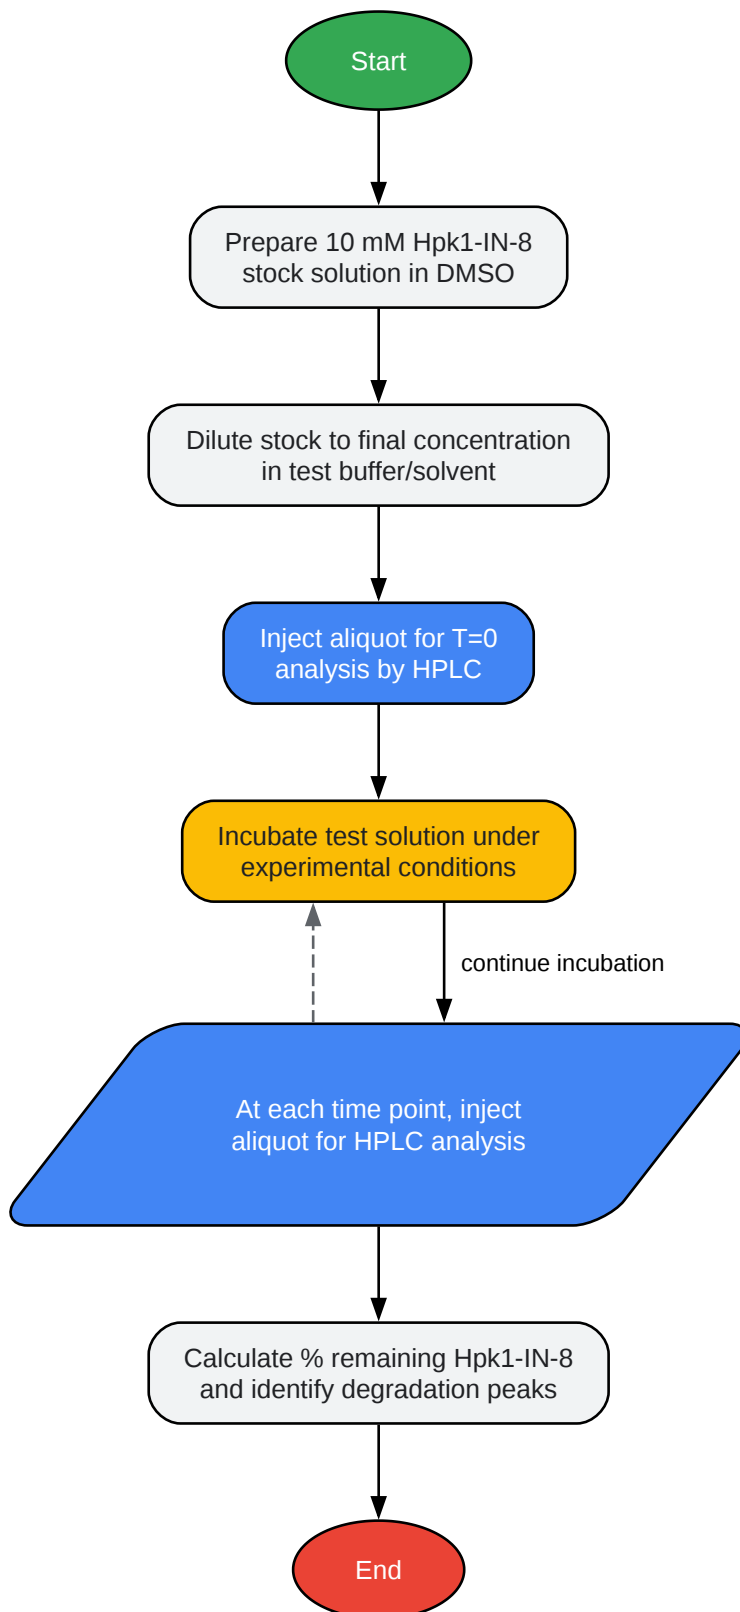 Start
Prepare 10 mM Hpk1-IN-8
stock solution in DMSO
Dilute stock to final concentration
in test buffer/solvent
Inject aliquot for T=0
analysis by HPLC
Incubate test solution under
experimental conditions
continue incubation
At each time point, inject
aliquot for HPLC analysis
Calculate % remaining Hpk1-IN-8
and identify degradation peaks
End